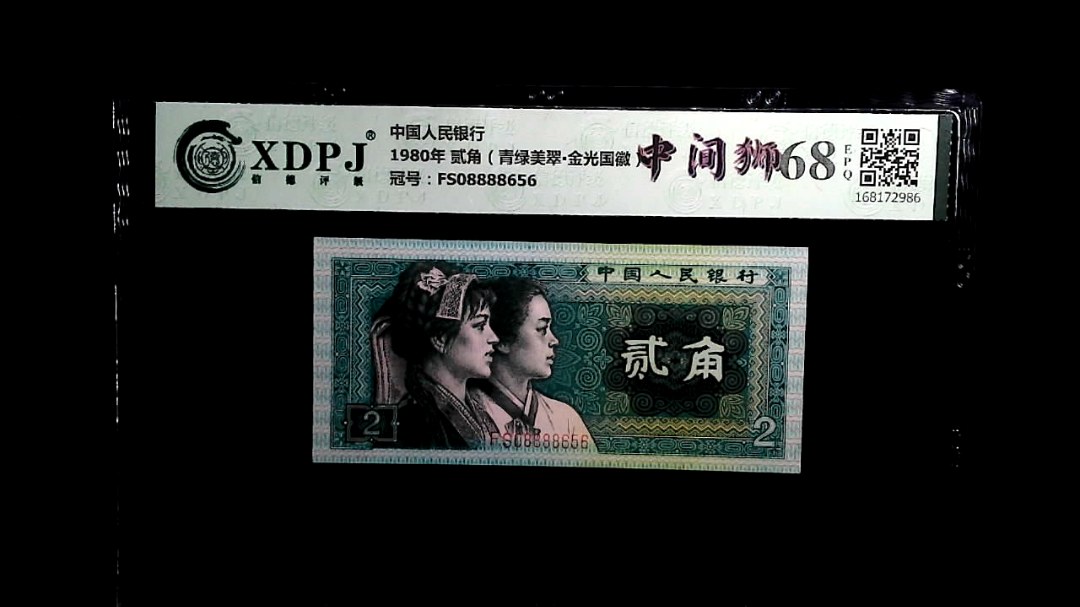 XDPJ®
信德评级
中国人民银行
1980年 贰角 ( 青绿美翠·金光国徽 )
冠号 : FS08888656
中间狮
68
EPQ
168172986
中国人民银行
贰角
2
2
FS08888656